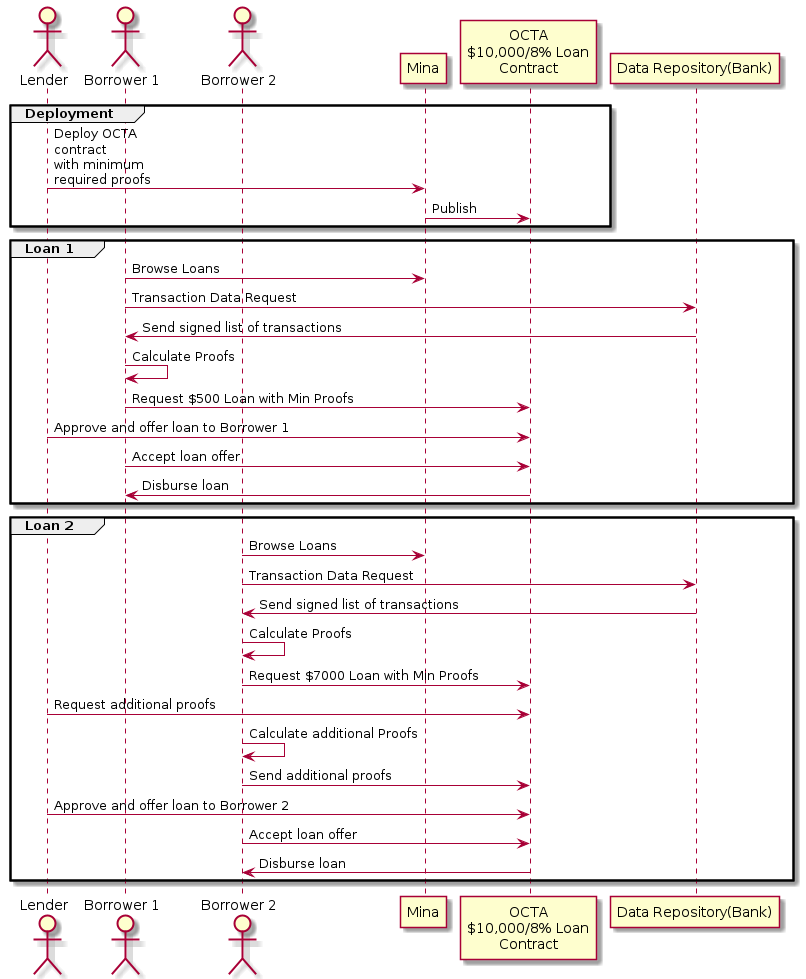 Lender
Borrower 1
Borrower 2
Mina
OCTA
$10,000/8% Loan
Contract
Data Repository(Bank)
Deployment
Deploy OCTA
contract
with minimum
required proofs
Publish
Loan 1
Browse Loans
Transaction Data Request
Send signed list of transactions
Calculate Proofs
Request $500 Loan with Min Proofs
Approve and offer loan to Borrower 1
Accept loan offer
Disburse loan
Loan 2
Browse Loans
Transaction Data Request
Send signed list of transactions
Calculate Proofs
Request $7000 Loan with Min Proofs
Request additional proofs
Calculate additional Proofs
Send additional proofs
Approve and offer loan to Borrower 2
Accept loan offer
Disburse loan
Lender
Borrower 1
Borrower 2
Mina
OCTA
$10,000/8% Loan
Contract
Data Repository(Bank)